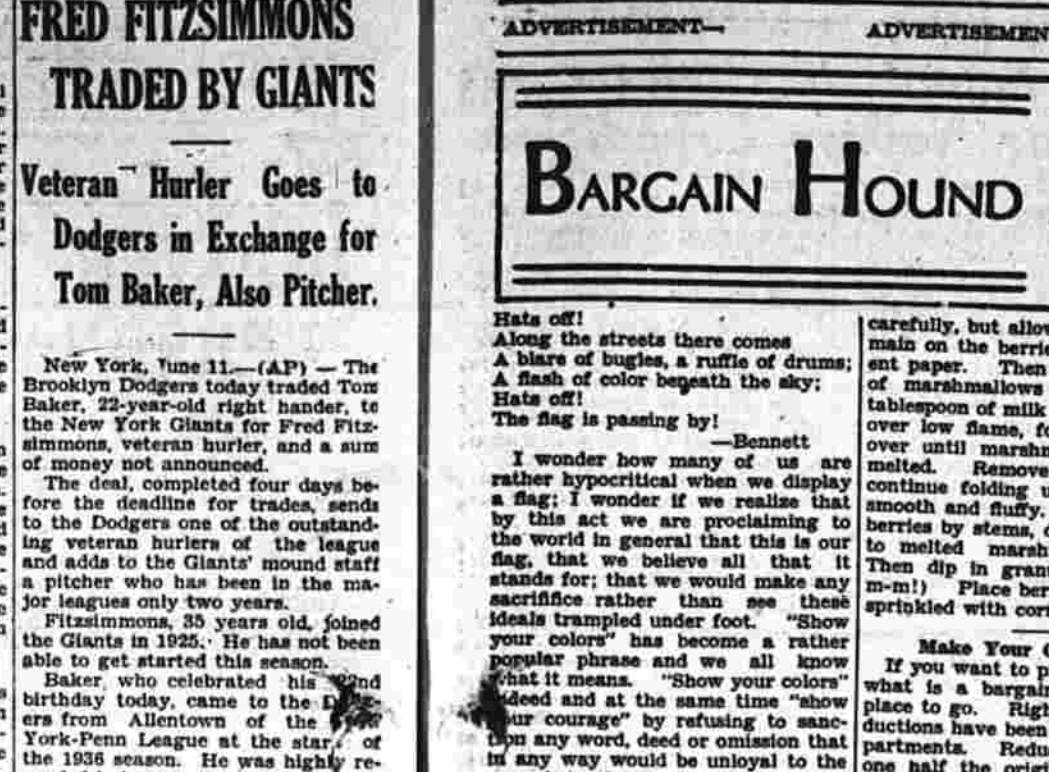 FRED FITZSIMMONS
TRADED BY GIANTS
Veteran Hurler Goes to
Dodgers in Exchange for
Tom Baker, Also Pitcher.
New York, June 11.—(AP) — The
Brooklyn Dodgers today traded Tom
Baker, 22-year-old right hander, to
the New York Giants for Fred Fitz-
simmons, veteran hurler, and a sum
of money not announced.
The deal, completed four days be-
fore the deadline for trades, sends
to the Dodgers one of the outstand-
ing veteran hurlers of the league
and adds to the Giants' mound staff
a pitcher who has been in the ma-
jor leagues only two years.
Fitzsimmons, 35 years old, joined
the Giants in 1925. He has not been
able to get started this season.
Baker, who celebrated his 22nd
birthday today, came to the
ers from Allentown of the
York-Penn League at the star of
the 1936 season. He was highly re-
ADVERTISEMENT—
ADVERTISEMEN
BARGAIN HOUND
Hats off!
Along the streets there comes
A blare of bugles, a ruffle of drums;
A flash of color beneath the sky;
Hats off!
The flag is passing by!
—Bennett
I wonder how many of us are
rather hypocritical when we display
a flag; I wonder if we realize that
by this act we are proclaiming to
the world in general that this is our
flag, that we believe all that it
stands for; that we would make any
sacriffice rather than see these
ideals trampled under foot. "Show
your colors" has become a rather
popular phrase and we all know
what it means. "Show your colors"
indeed and at the same time "show
your courage" by refusing to sanc-
tion any word, deed or omission that
in any way would be unloyal to the
carefully, but allow
main on the berrie
ent paper. Then
of marshmallows
tablespoon of milk
over low flame, fo
over until marshm
melted. Remove
continue folding u
smooth and fluffy.
berries by stems, d
to melted marsh
Then dip in gran
m-m!) Place ber
sprinkled with cor
Make Your
If you want to p
what is a bargain
place to go. Righ
ductions have been
partments. Redu
one half the origi